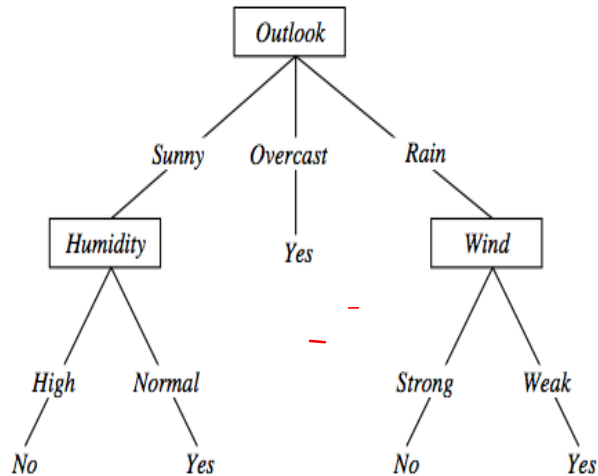 Outlook
Sunny Overcast Rain
Humidity Yes Wind
High Normal Strong Weak
No Yes No Yes